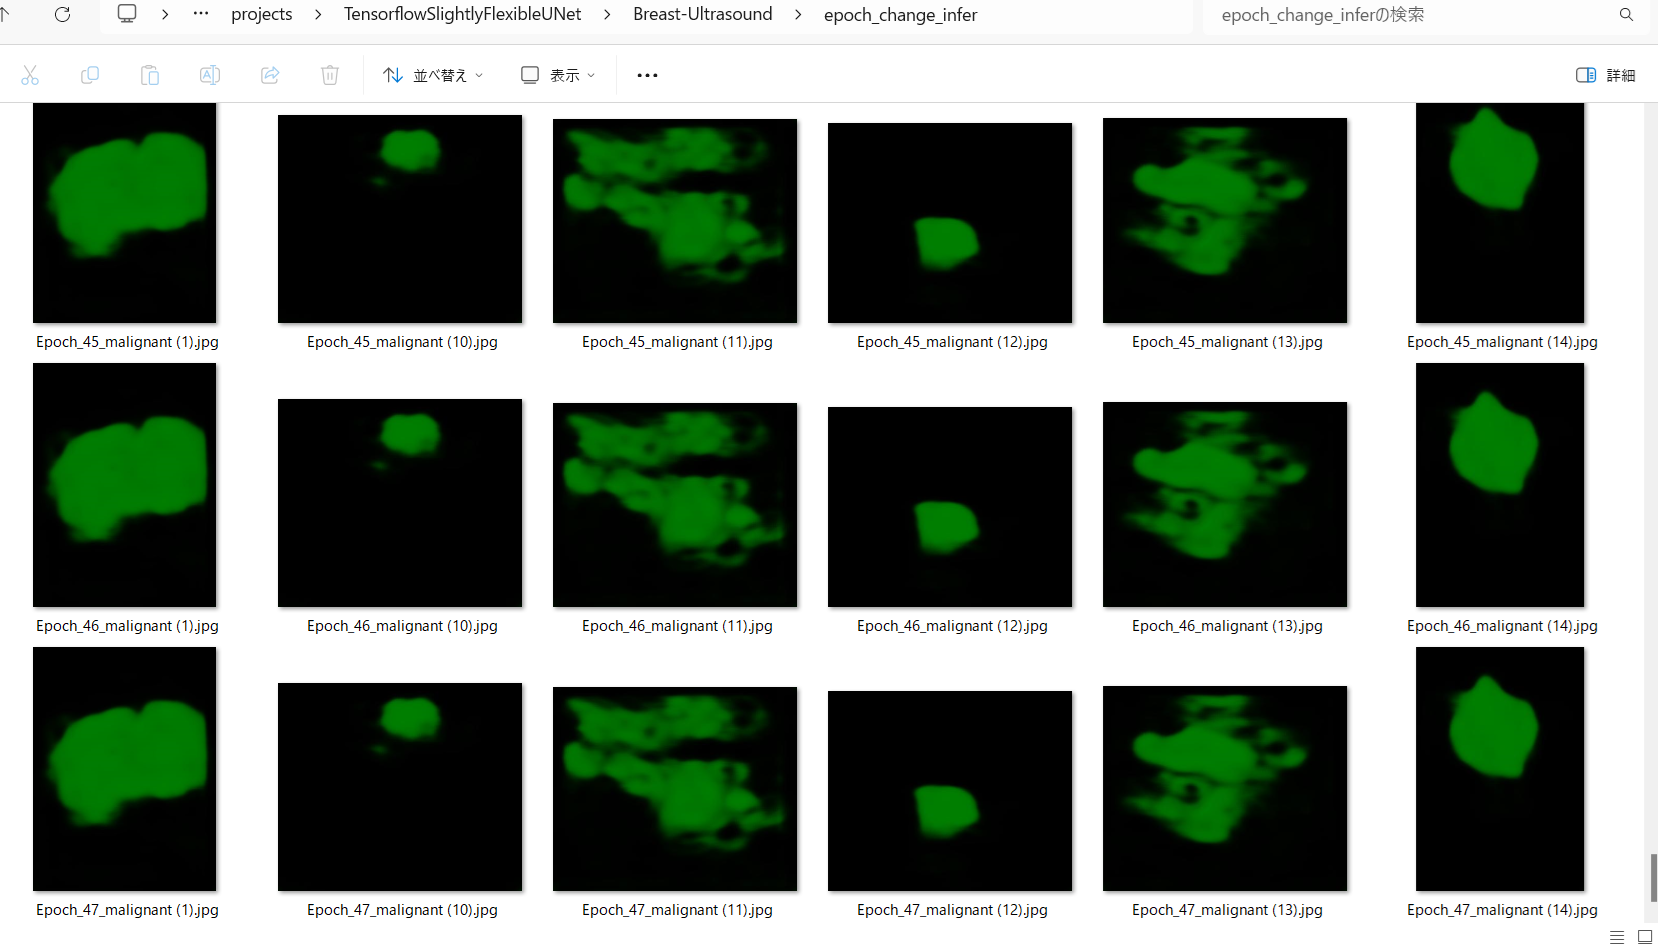 projects > TensorflowSlightlyFlexibleUNet > Breast-Ultrasound > epoch_change_infer
epoch_change_inferの検索
並べ替え 表示 詳細
Epoch_45_malignant (1).jpg Epoch_45_malignant (10).jpg Epoch_45_malignant (11).jpg Epoch_45_malignant (12).jpg Epoch_45_malignant (13).jpg Epoch_45_malignant (14).jpg
Epoch_46_malignant (1).jpg Epoch_46_malignant (10).jpg Epoch_46_malignant (11).jpg Epoch_46_malignant (12).jpg Epoch_46_malignant (13).jpg Epoch_46_malignant (14).jpg
Epoch_47_malignant (1).jpg Epoch_47_malignant (10).jpg Epoch_47_malignant (11).jpg Epoch_47_malignant (12).jpg Epoch_47_malignant (13).jpg Epoch_47_malignant (14).jpg